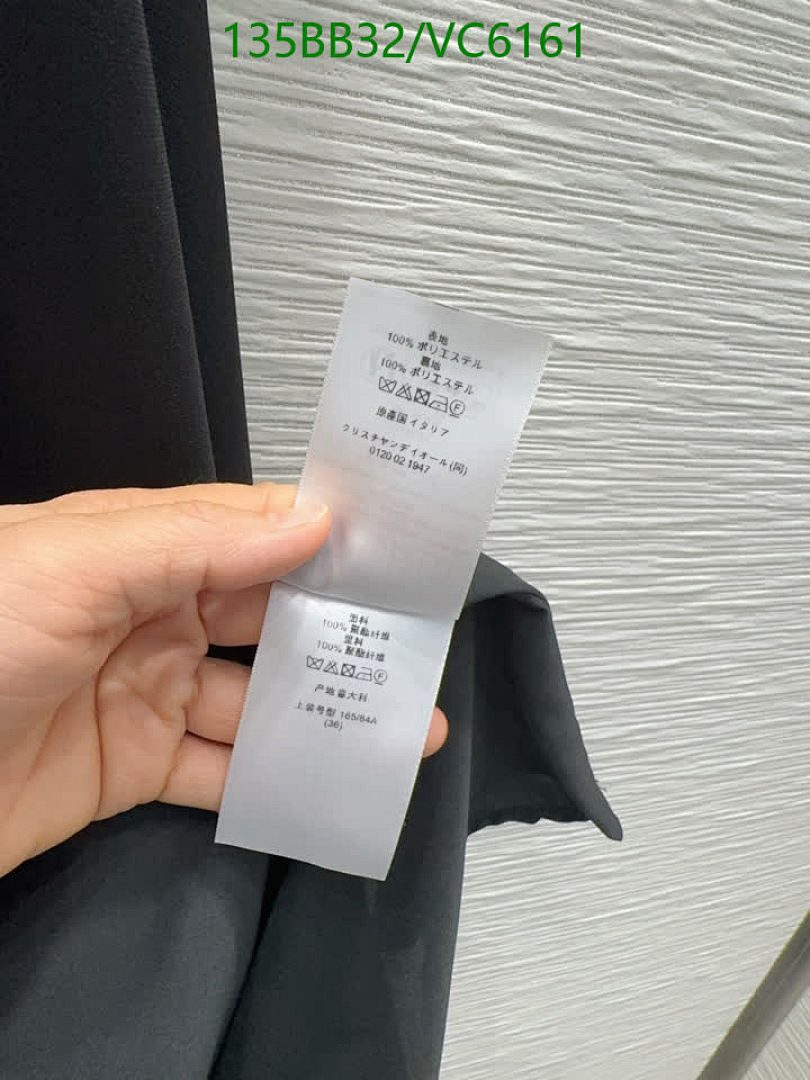 135BB32/VC6161
表地
100% ポリエステル
裏地
100% ポリエステル
F
原産国イタリア
クリスチャンディオール(同)
0120 02 1947
面料
100% 聚酯纤维
里料
100% 聚酯纤维
F
产地意大利
上装号型 165/84A
(36)